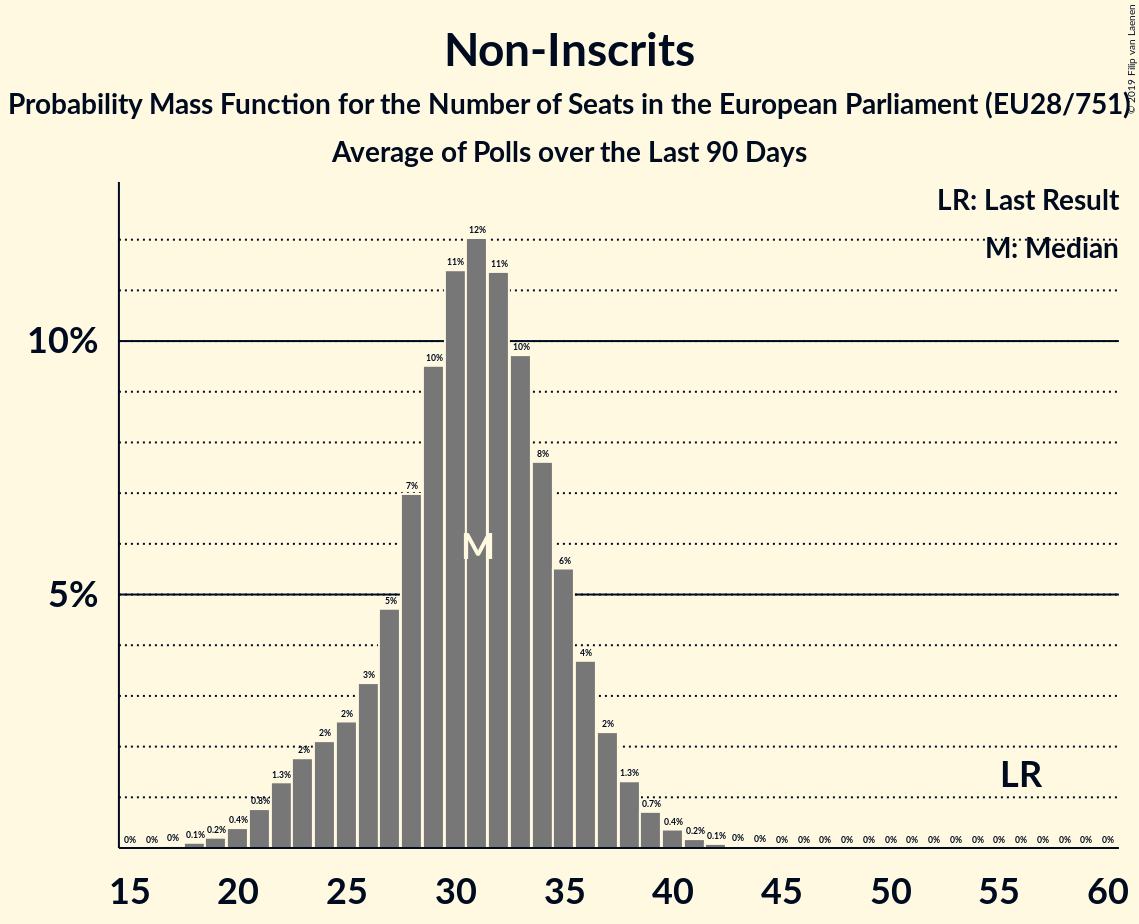 Non-Inscrits
Probability Mass Function for the Number of Seats in the European Parliament (EU28/751)
Average of Polls over the Last 90 Days
© 2019 Filip van Laenen
LR: Last Result
M: Median
10%
5%
0% 0% 0% 0.1% 0.2% 0.4% 0.8% 1.3% 2% 2% 2% 3% 5% 7% 10% 11% 12% 11% 10% 8% 6% 4% 2% 1.3% 0.7% 0.4% 0.2% 0.1% 0% 0% 0% 0% 0% 0% 0% 0% 0% 0% 0% 0% 0% 0% 0% 0% 0% 0%
M
LR
15 20 25 30 35 40 45 50 55 60